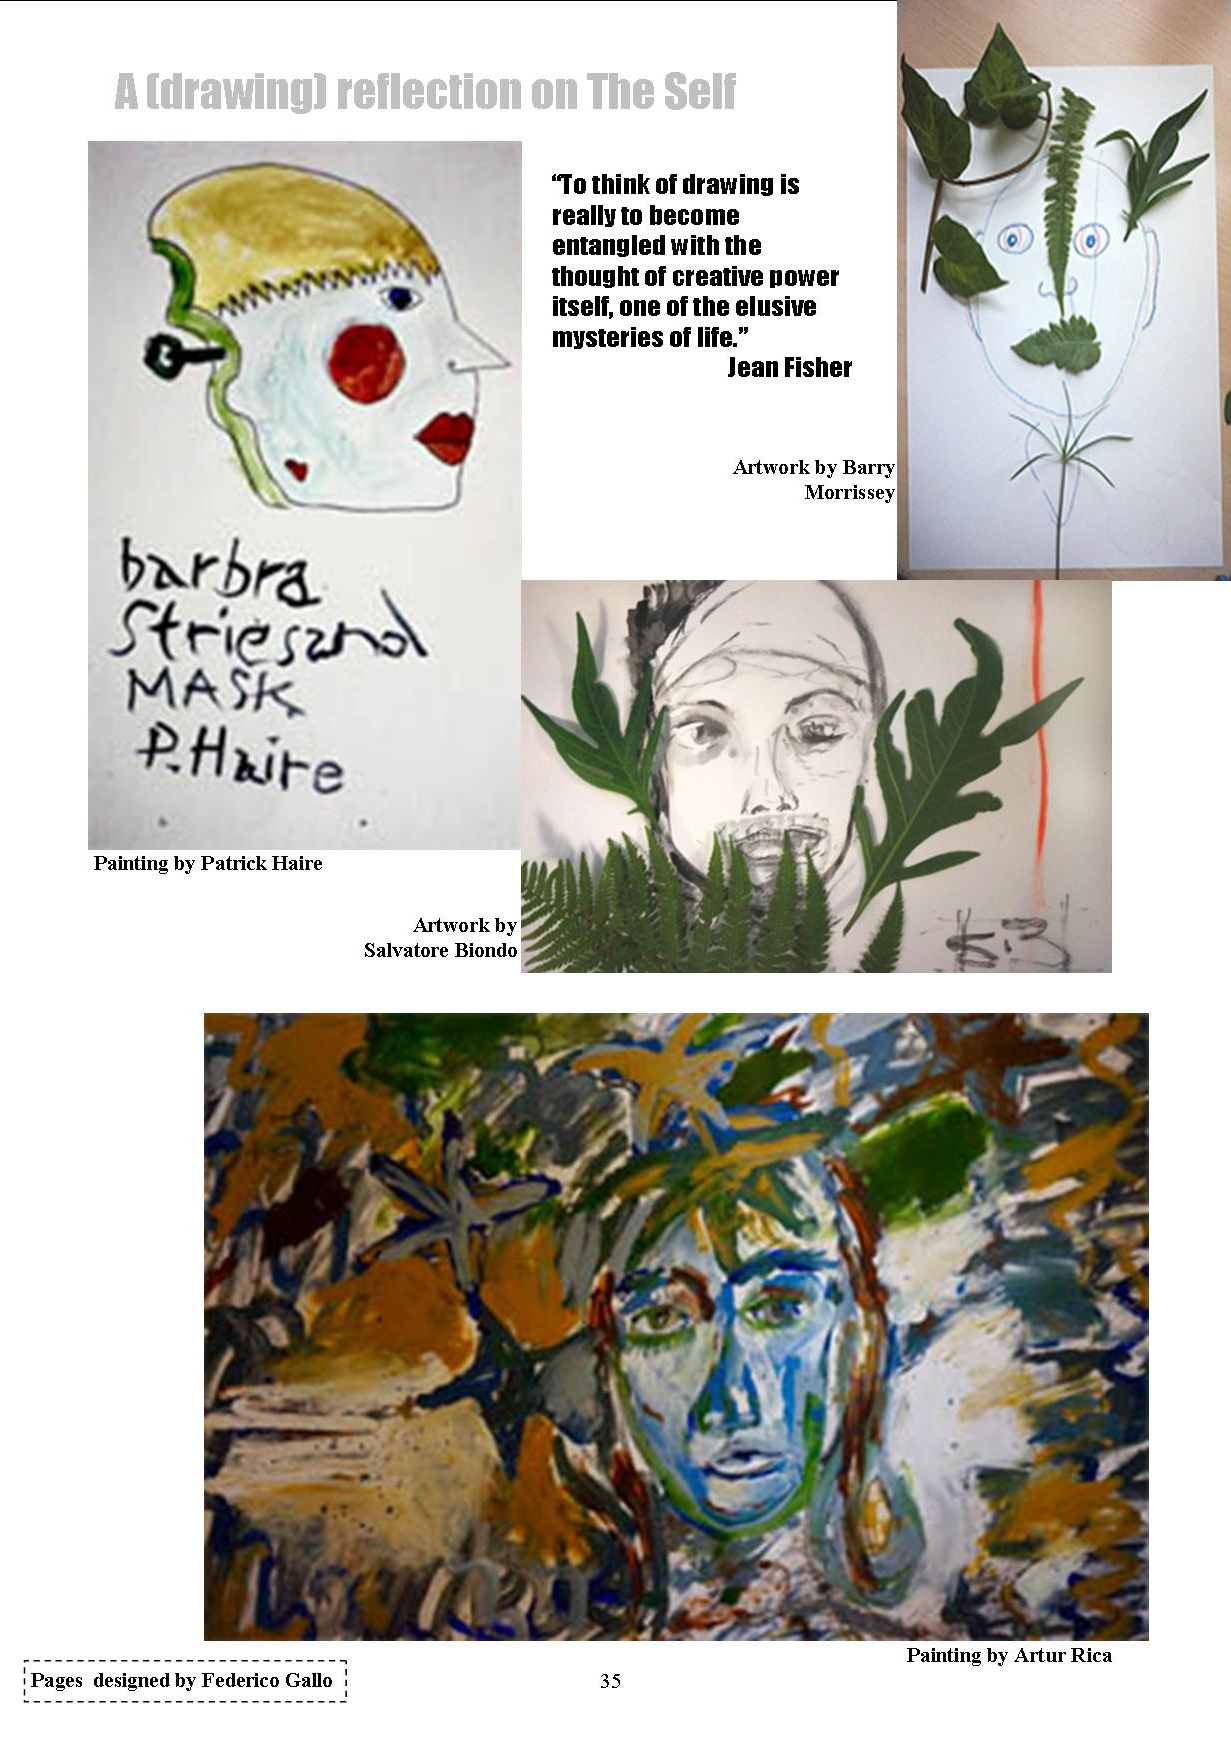 A (drawing) reflection on The Self
“To think of drawing is
really to become
entangled with the
thought of creative power
itself, one of the elusive
mysteries of life.”
Jean Fisher
Artwork by Barry
Morrissey
barbra
Striesand
MASK
P.Haire
Painting by Patrick Haire
Artwork by
Salvatore Biondo
Painting by Artur Rica
Pages designed by Federico Gallo
35